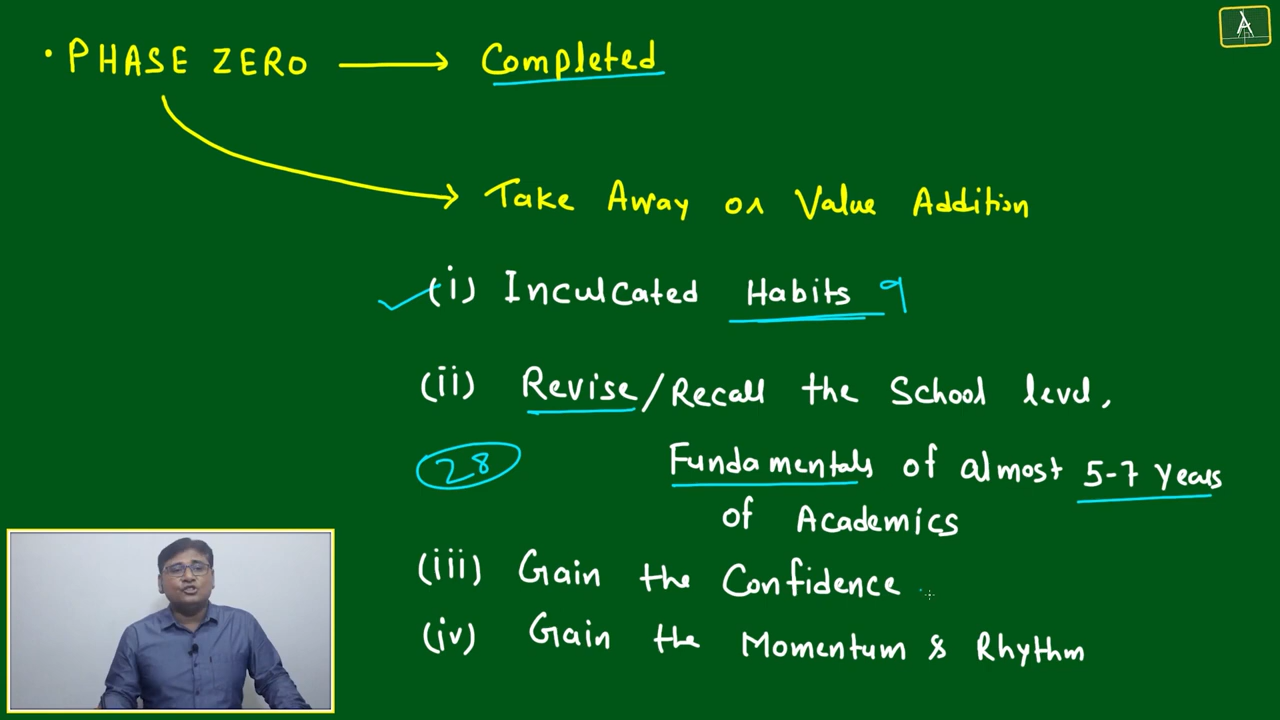 A
• PHASE ZERO → Completed
Take Away or Value Addition
(i) Inculcated Habits 9
(ii) Revise/Recall the School level,
28 Fundamentals of almost 5-7 years
of Academics
(iii) Gain the Confidence
(iv) Gain the Momentum & Rhythm